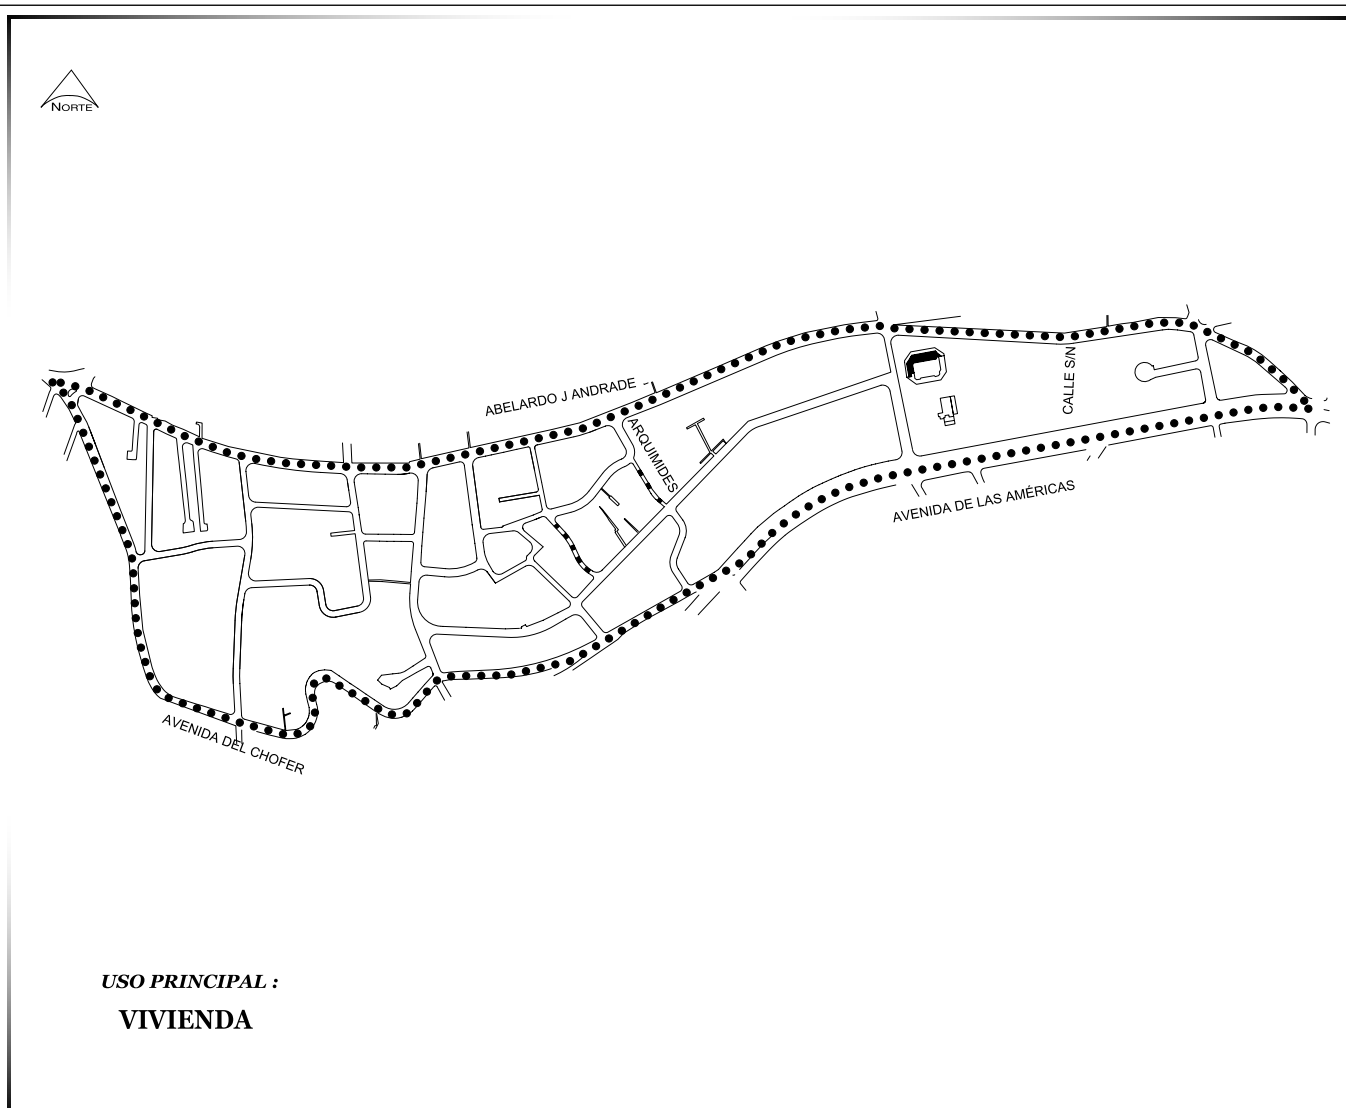 NORTE
CALLE S/N
ABELARDO J ANDRADE
ARQUIMIDES
AVENIDA DE LAS AMÉRICAS
AVENIDA DEL CHOFER
USO PRINCIPAL :
VIVIENDA